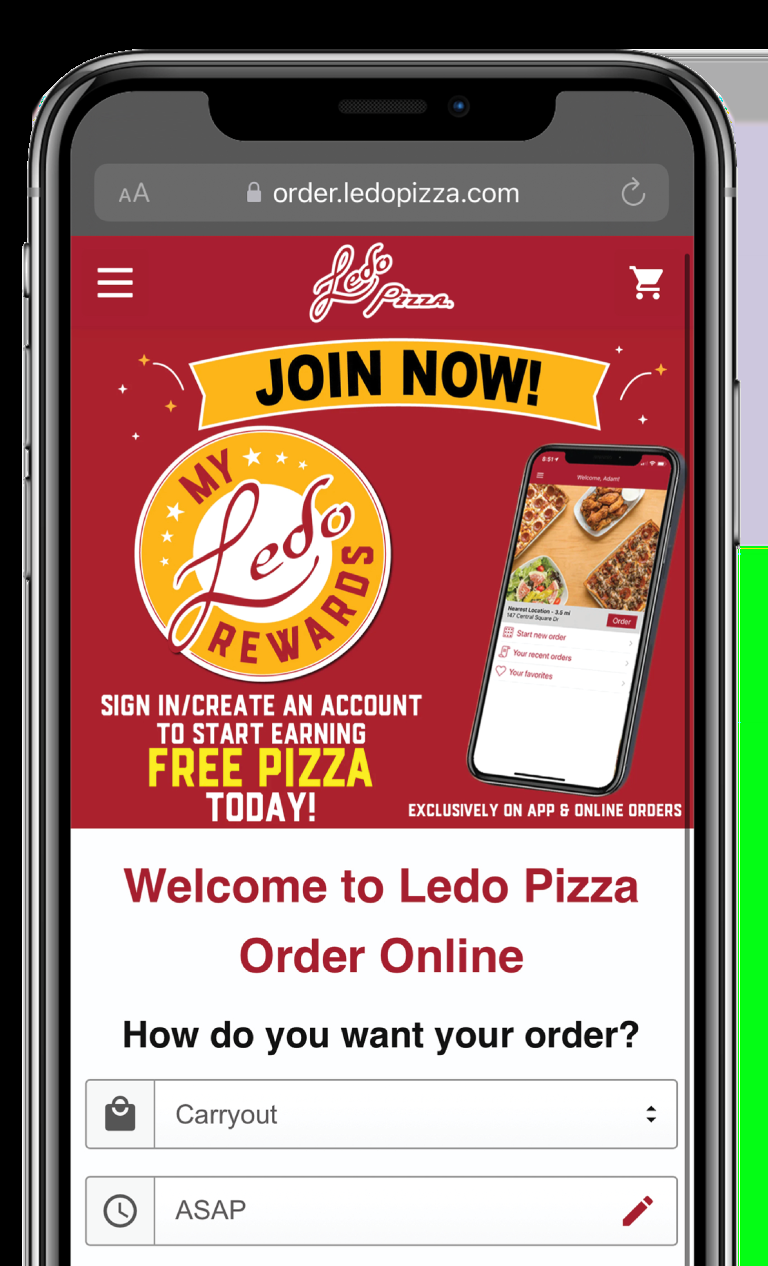 AA order.ledopizza.com
Ledo Pizza
JOIN NOW!
MY
Ledo
REWARDS
8:51
Welcome, Adam!
Nearest Location - 3.5 mi
147 Central Square Dr
Order
Start new order
Your recent orders
Your favorites
SIGN IN/CREATE AN ACCOUNT
TO START EARNING
FREE PIZZA
TODAY!
EXCLUSIVELY ON APP & ONLINE ORDERS
Welcome to Ledo Pizza
Order Online
How do you want your order?
Carryout
ASAP